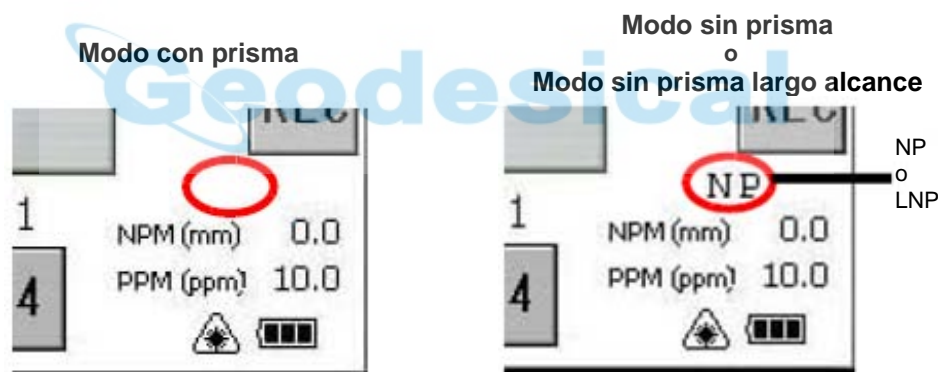 Geodesical
Modo con prisma
1
NPM (mm) 0.0
PPM (ppm) 10.0
4
Modo sin prisma
o
Modo sin prisma largo alcance
REC
NP
1
NPM (mm) 0.0
PPM (ppm) 10.0
4
NP
o
LNP